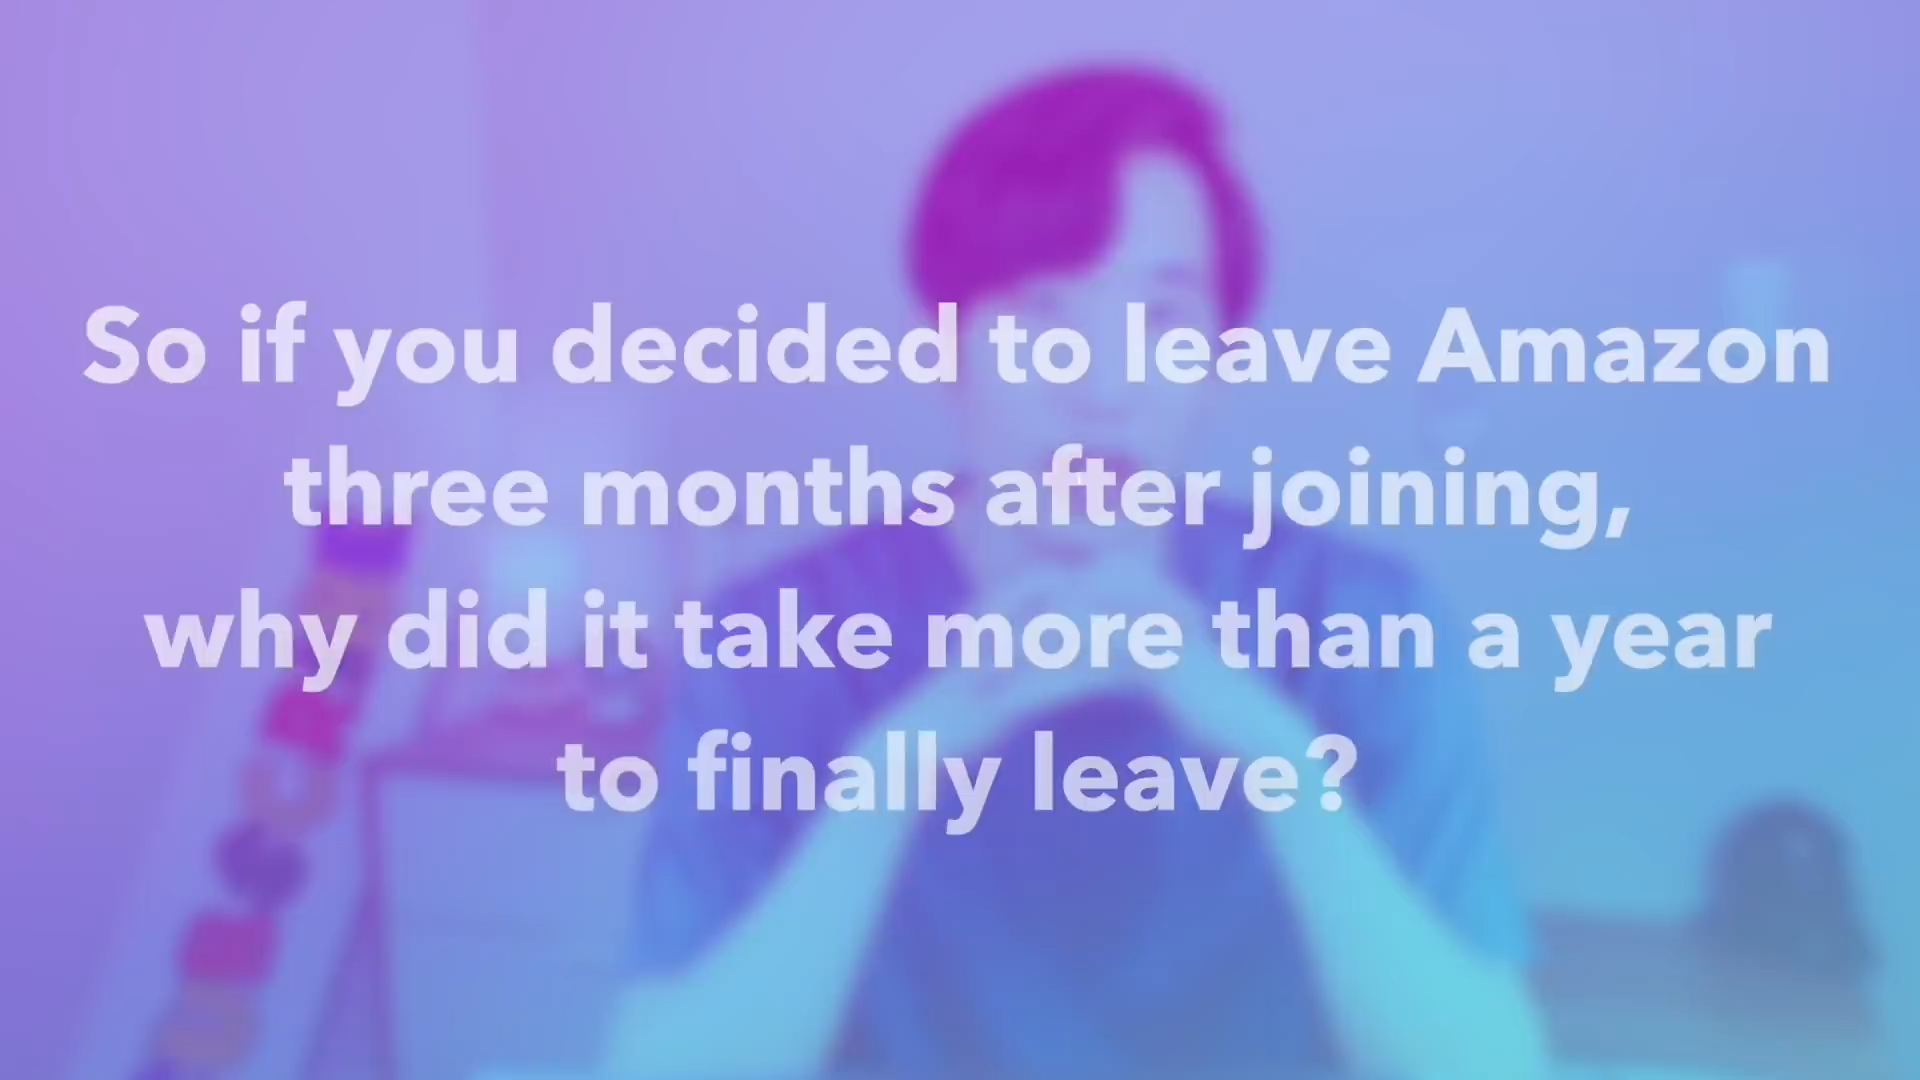 So if you decided to leave Amazon
three months after joining,
why did it take more than a year
to finally leave?